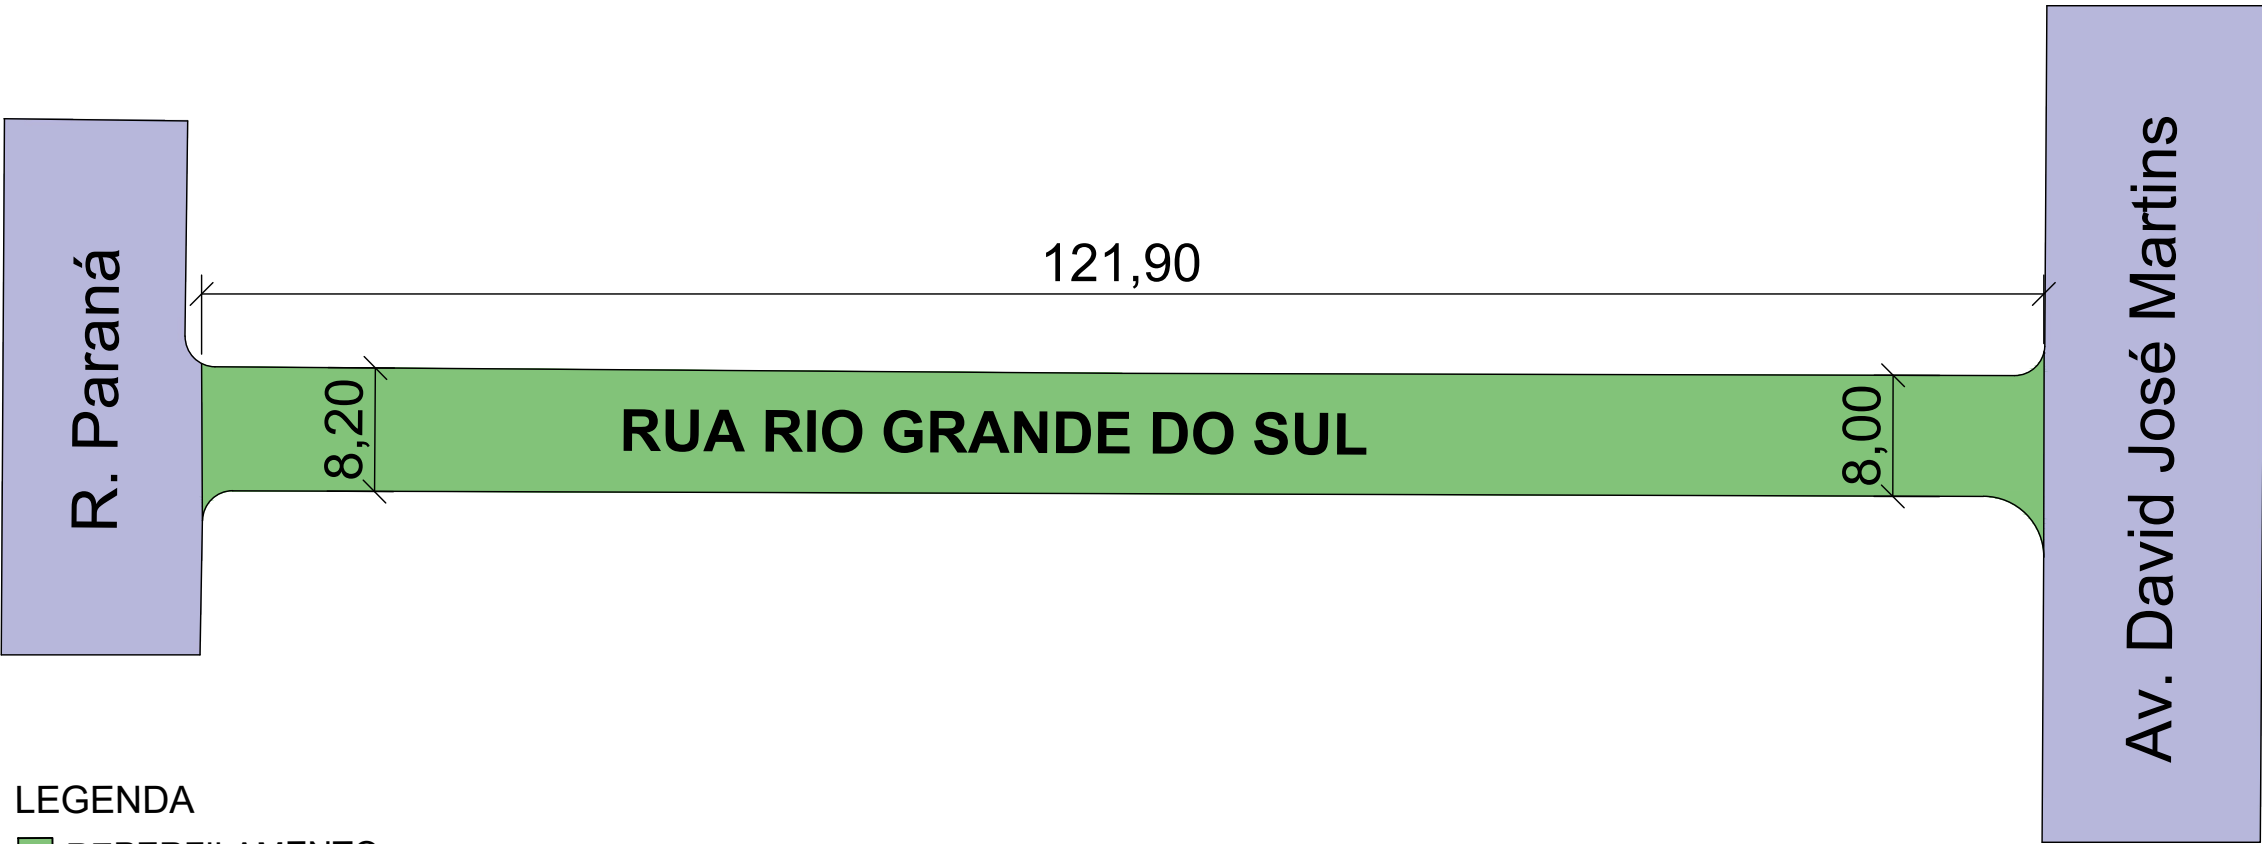 121,90
R. Paraná
8,20
RUA RIO GRANDE DO SUL
8,00
Av. David José Martins
LEGENDA